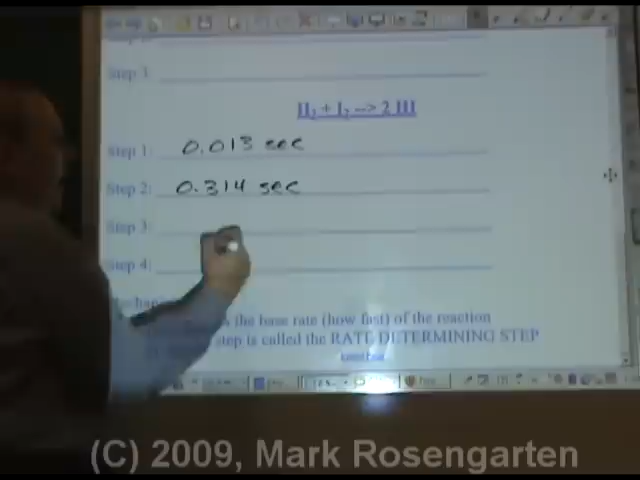 Step 3
H₂ + I₂ --> 2 HI
Step 1: 0.013 sec
Step 2: 0.314 sec
Step 3
Step 4:
the base rate (how fast) of the reaction
step is called the RATE DETERMINING STEP
(C) 2009, Mark Rosengarten